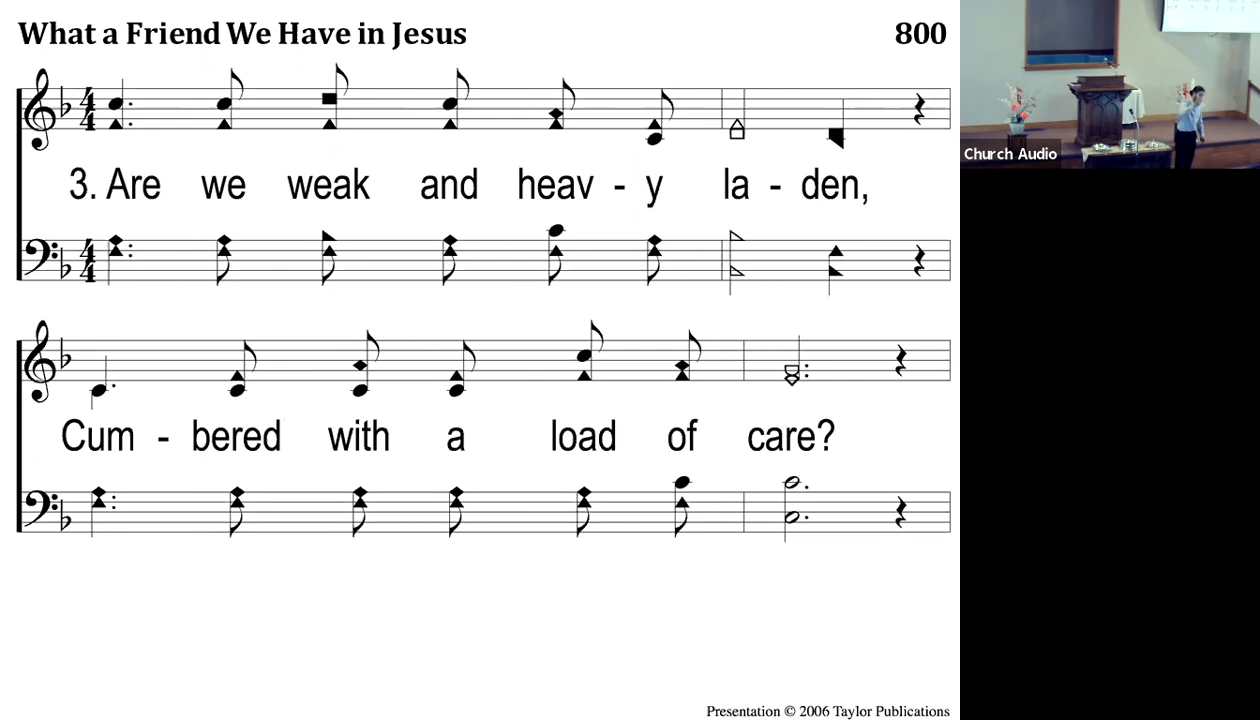 What a Friend We Have in Jesus 800
3. Are we weak and heav - y la - den,
Cum - bered with a load of care?
Presentation © 2006 Taylor Publications
Church Audio